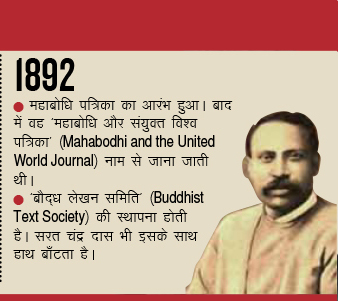 1892
● महाबोधि पत्रिका का आरंभ हुआ। बाद
में वह 'महाबोधि और संयुक्त विश्व
पत्रिका' (Mahabodhi and the United
World Journal) नाम से जाना जाती
थी।
● 'बौद्ध लेखन समिति' (Buddhist
Text Society) की स्थापना होती
है। सरत चंद्र दास भी इसके साथ
हाथ बाँटता है।